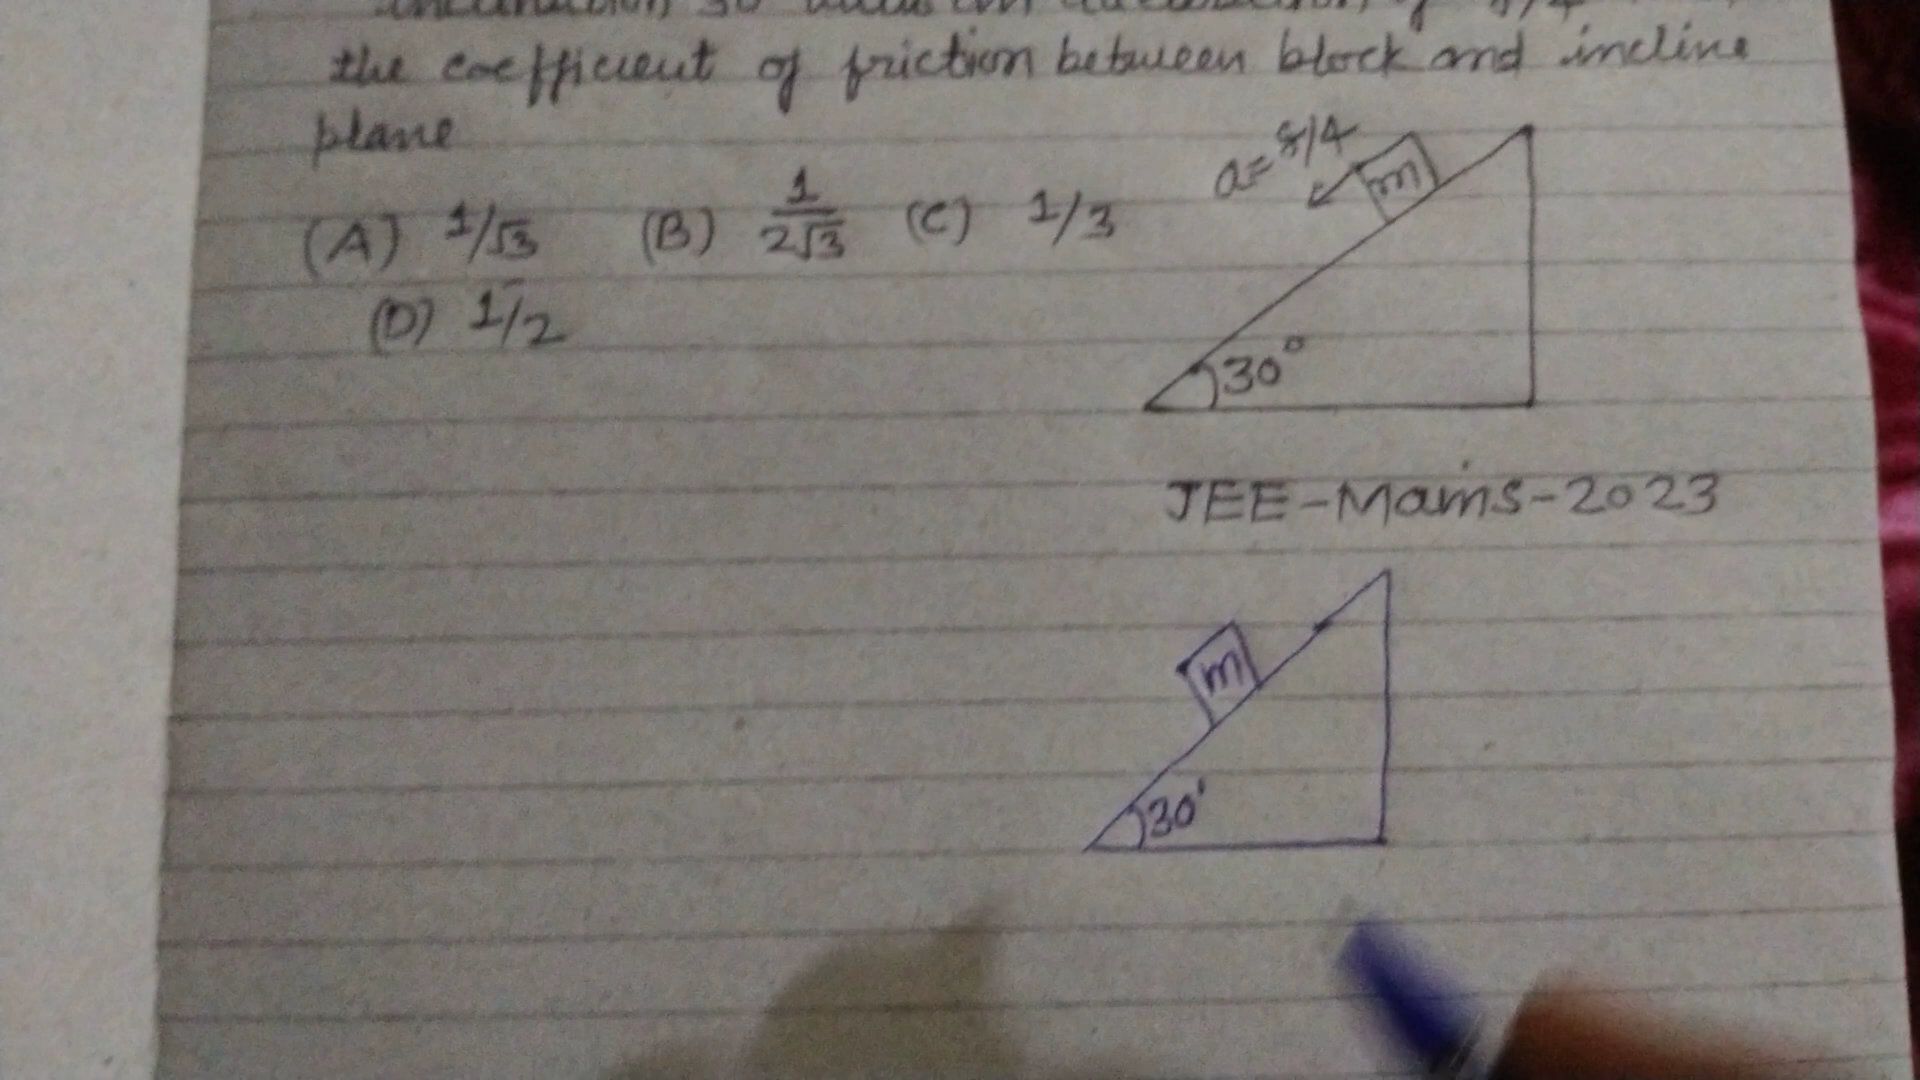 the coefficient of friction between block and incline
plane
(A) 1/√3 (B) 1/2√3 (C) 1/3
(D) 1/2
a= g/4
m
30°
JEE-Mains-2023
m
30°